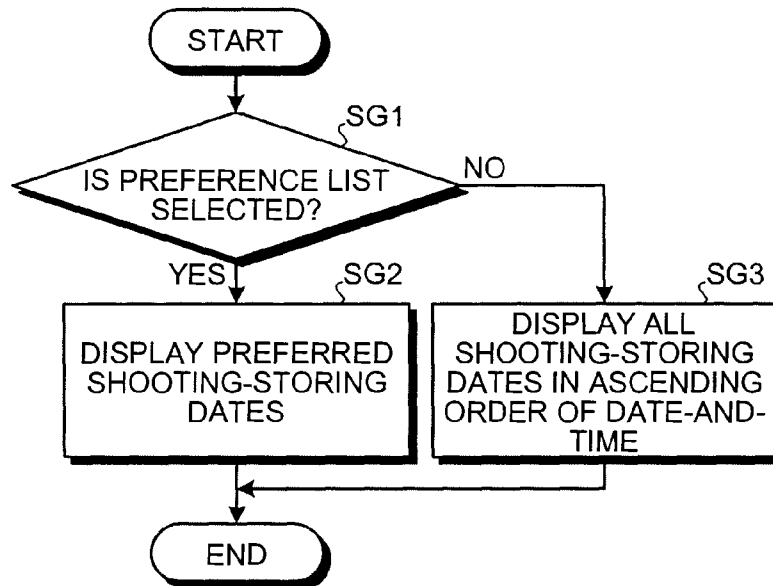 START
SG1
IS PREFERENCE LIST
SELECTED?
NO
YES
SG2
DISPLAY PREFERRED
SHOOTING-STORING
DATES
SG3
DISPLAY ALL
SHOOTING-STORING
DATES IN ASCENDING
ORDER OF DATE-AND-
TIME
END